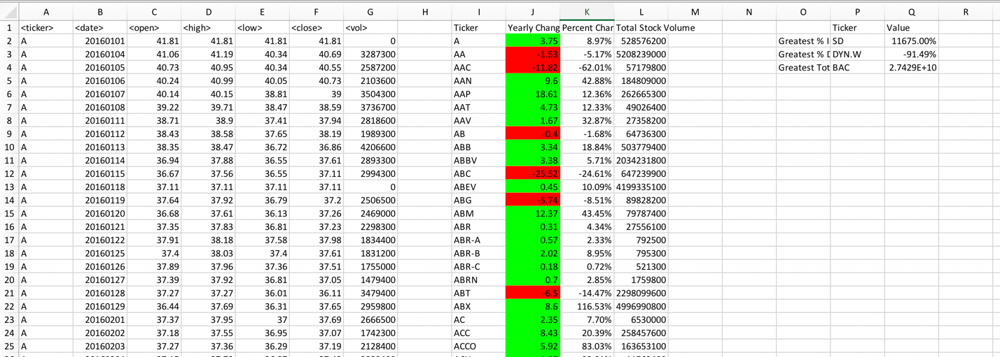 A B C D E F G H I J K L M N O P Q R
1 <ticker> <date> <open> <high> <low> <close> <vol> Ticker Yearly Chang Percent Char Total Stock Volume Ticker Value
2 A 20160101 41.81 41.81 41.81 41.81 0 A 3.75 8.97% 528576200 Greatest % I SD 11675.00%
3 A 20160104 41.06 41.19 40.34 40.69 3287300 AA -1.53 -5.17% 5208239000 Greatest % D DYN.W -91.49%
4 A 20160105 40.73 40.95 40.34 40.55 2587200 AAC -11.82 -62.01% 57179800 Greatest Tot BAC 2.7429E+10
5 A 20160106 40.24 40.99 40.05 40.73 2103600 AAN 9.6 42.88% 184809000
6 A 20160107 40.14 40.15 38.81 39 3504300 AAP 18.61 12.36% 262665300
7 A 20160108 39.22 39.71 38.47 38.59 3736700 AAT 4.73 12.33% 49026400
8 A 20160111 38.71 38.9 37.41 37.94 2818600 AAV 1.67 32.87% 27358200
9 A 20160112 38.43 38.58 37.65 38.19 1989300 AB -0.4 -1.68% 64736300
10 A 20160113 38.35 38.47 36.72 36.86 4206600 ABB 3.34 18.84% 503779400
11 A 20160114 36.94 37.88 36.55 37.61 2893300 ABBV 3.38 5.71% 2034231800
12 A 20160115 36.67 37.56 36.55 37.11 2994300 ABC -25.52 -24.61% 647239900
13 A 20160118 37.11 37.11 37.11 37.11 0 ABEV 0.45 10.09% 4199335100
14 A 20160119 37.64 37.92 36.79 37.2 2506500 ABG -5.74 -8.51% 89828200
15 A 20160120 36.68 37.61 36.13 37.26 2469000 ABM 12.37 43.45% 79787400
16 A 20160121 37.35 37.83 36.81 37.23 2298300 ABR 0.31 4.34% 27556100
17 A 20160122 37.91 38.18 37.58 37.98 1834400 ABR-A 0.57 2.33% 792500
18 A 20160125 37.4 38.03 37.4 37.61 1831200 ABR-B 2.02 8.95% 795300
19 A 20160126 37.89 37.96 37.36 37.51 1755000 ABR-C 0.18 0.72% 521300
20 A 20160127 37.39 37.92 36.81 37.05 1479400 ABRN 0.7 2.85% 1759800
21 A 20160128 37.27 37.27 36.01 36.11 3479400 ABT -6.5 -14.47% 2298099600
22 A 20160129 36.44 37.69 36.31 37.65 2959800 ABX 8.6 116.53% 4996990800
23 A 20160201 37.37 37.95 37 37.69 2666500 AC 2.35 7.70% 6530000
24 A 20160202 37.18 37.55 36.95 37.07 1742300 ACC 8.43 20.39% 258457600
25 A 20160203 37.27 37.36 36.29 37.19 2128400 ACCO 5.92 83.03% 163653100